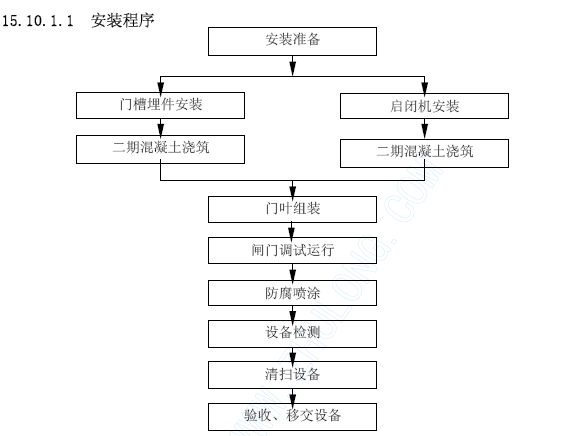 15.10.1.1 安装程序
安装准备
门槽埋件安装
启闭机安装
二期混凝土浇筑
二期混凝土浇筑
门叶组装
闸门调试运行
防腐喷涂
设备检测
清扫设备
验收、移交设备